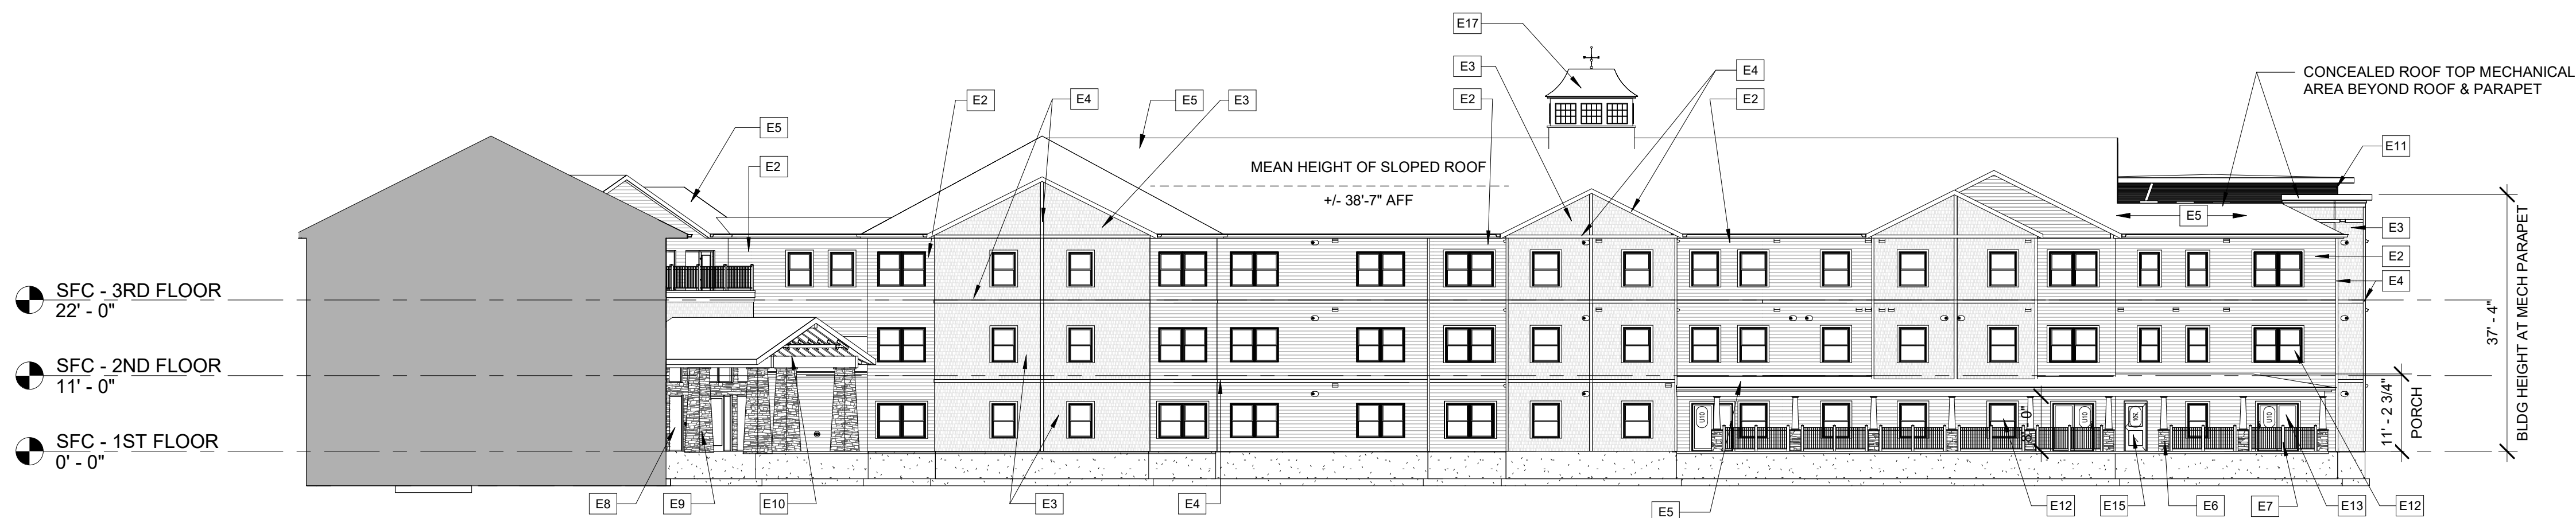 E17
E3
E4
CONCEALED ROOF TOP MECHANICAL
AREA BEYOND ROOF & PARAPET
E2
E4
E5
E3
E2
E2
E5
E11
E2
MEAN HEIGHT OF SLOPED ROOF
+/- 38'-7" AFF
E5
E3
E2
E4
SFC - 3RD FLOOR
22' - 0"
SFC - 2ND FLOOR
11' - 0"
SFC - 1ST FLOOR
0' - 0"
37' - 4"
BLDG HEIGHT AT MECH PARAPET
11' - 2 3/4"
PORCH
8' - 0"
E8
E9
E10
E3
E4
E5
E12
E15
E6
E7
E13
E12